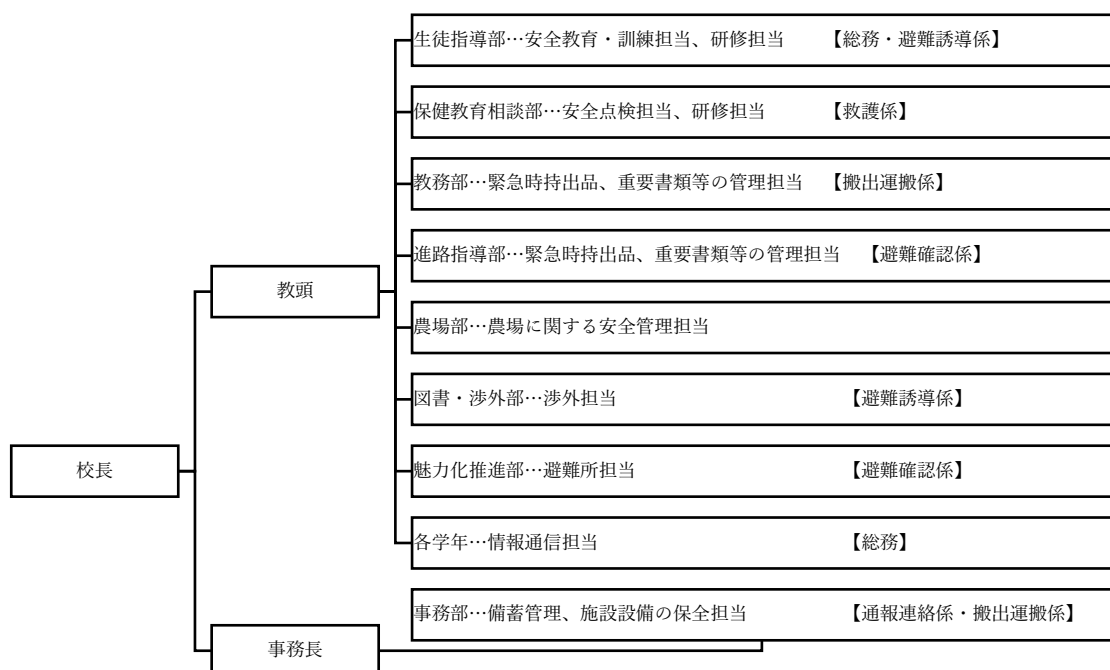 生徒指導部…安全教育・訓練担当、研修担当　　【総務・避難誘導係】
保健教育相談部…安全点検担当、研修担当　　　【救護係】
教務部…緊急時持出品、重要書類等の管理担当　【搬出運搬係】
進路指導部…緊急時持出品、重要書類等の管理担当　【避難確認係】
教頭
農場部…農場に関する安全管理担当
図書・渉外部…渉外担当　　　【避難誘導係】
校長
魅力化推進部…避難所担当　　　【避難確認係】
各学年…情報通信担当　　　【総務】
事務部…備蓄管理、施設設備の保全担当　　　【通報連絡係・搬出運搬係】
事務長